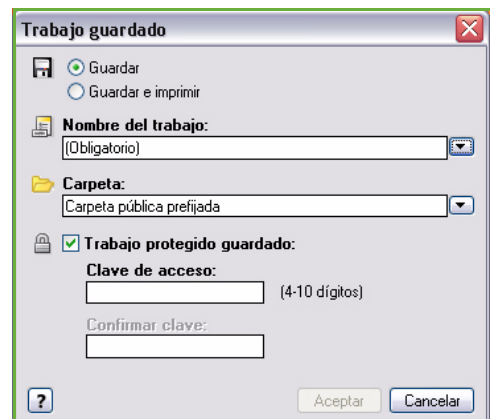 Trabajo guardado
Guardar
Guardar e imprimir
Nombre del trabajo:
(Obligatorio)
Carpeta:
Carpeta pública prefijada
Trabajo protegido guardado:
Clave de acceso:
(4-10 dígitos)
Confirmar clave:
? Aceptar Cancelar